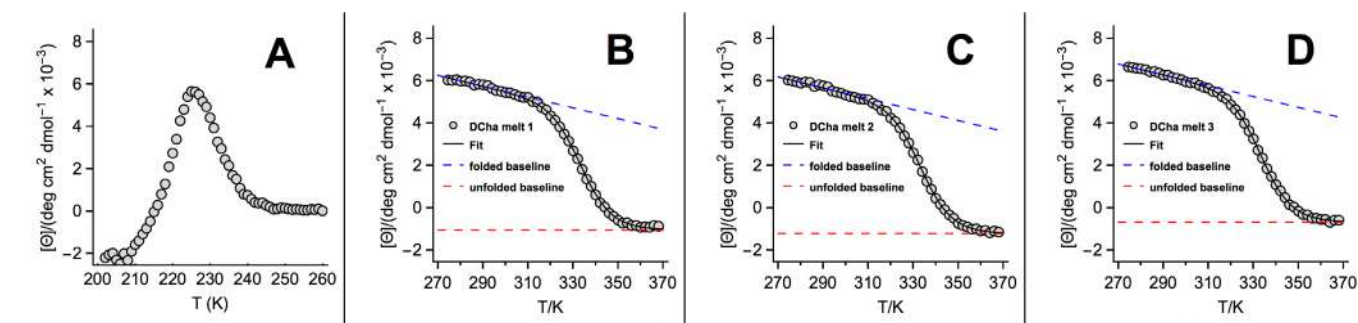 A
[Θ]/(deg cm² dmol⁻¹ x 10⁻³)
8
6
4
2
0
−2
200 210 220 230 240 250 260
T (K)
B
[Θ]/(deg cm² dmol⁻¹ x 10⁻³)
8
6
4
2
0
−2
DCha melt 1
Fit
folded baseline
unfolded baseline
270 290 310 330 350 370
T/K
C
[Θ]/(deg cm² dmol⁻¹ x 10⁻³)
8
6
4
2
0
−2
DCha melt 2
Fit
folded baseline
unfolded baseline
270 290 310 330 350 370
T/K
D
[Θ]/(deg cm² dmol⁻¹ x 10⁻³)
8
6
4
2
0
−2
DCha melt 3
Fit
folded baseline
unfolded baseline
270 290 310 330 350 370
T/K